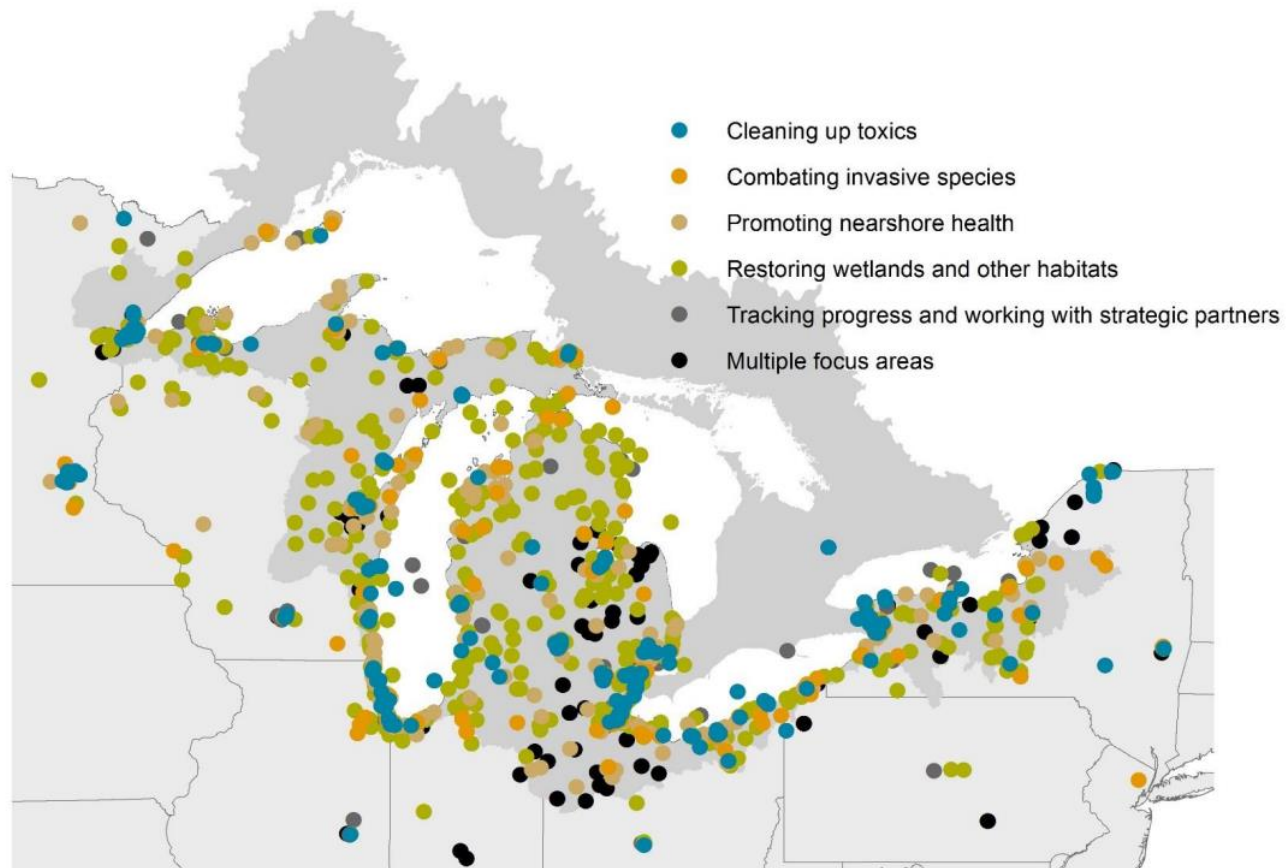 Cleaning up toxics
Combating invasive species
Promoting nearshore health
Restoring wetlands and other habitats
Tracking progress and working with strategic partners
Multiple focus areas